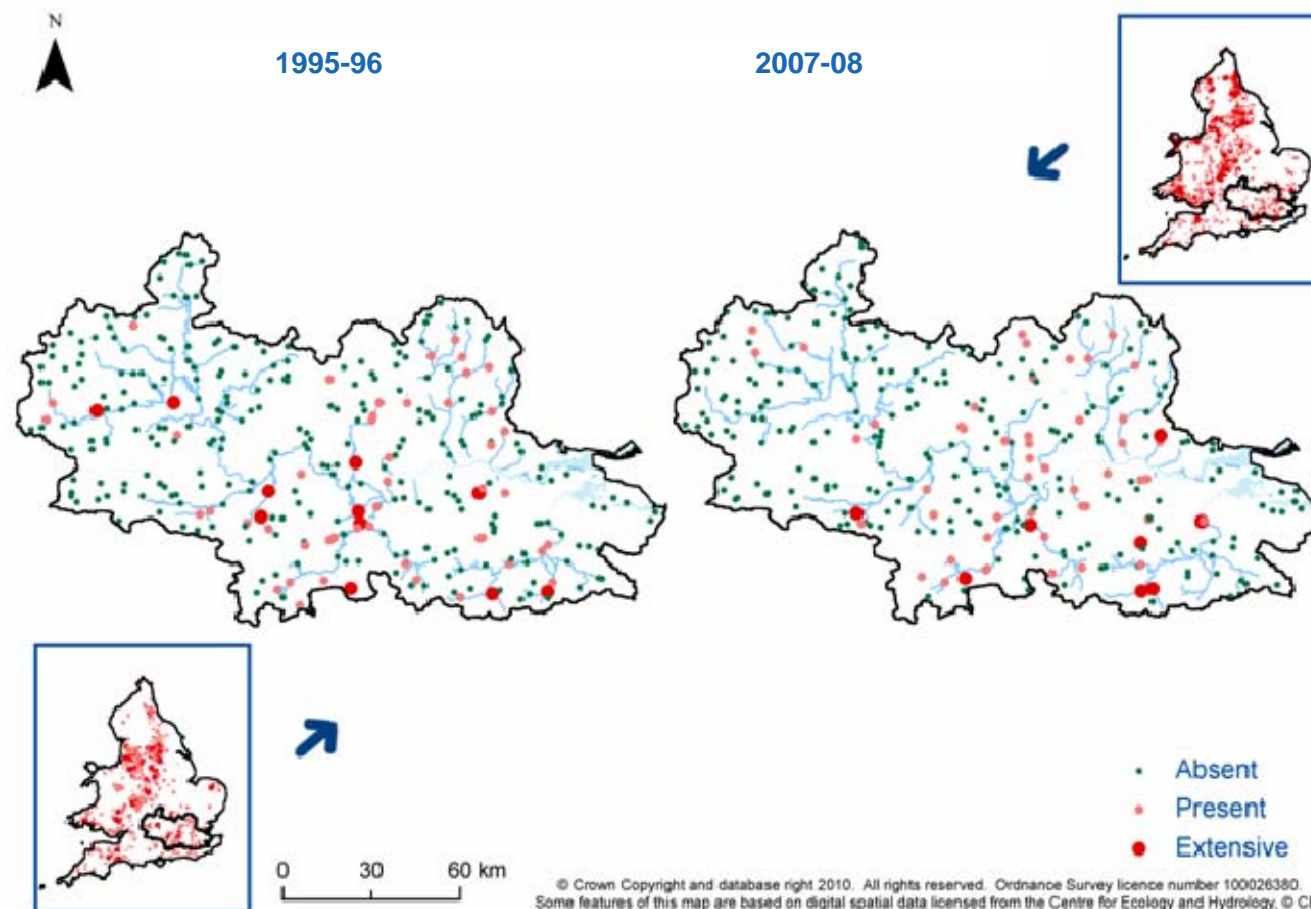 N
1995-96
2007-08
Absent
Present
Extensive
0 30 60 km
© Crown Copyright and database right 2010. All rights reserved. Ordnance Survey licence number 100026380.
Some features of this map are based on digital spatial data licensed from the Centre for Ecology and Hydrology, ©